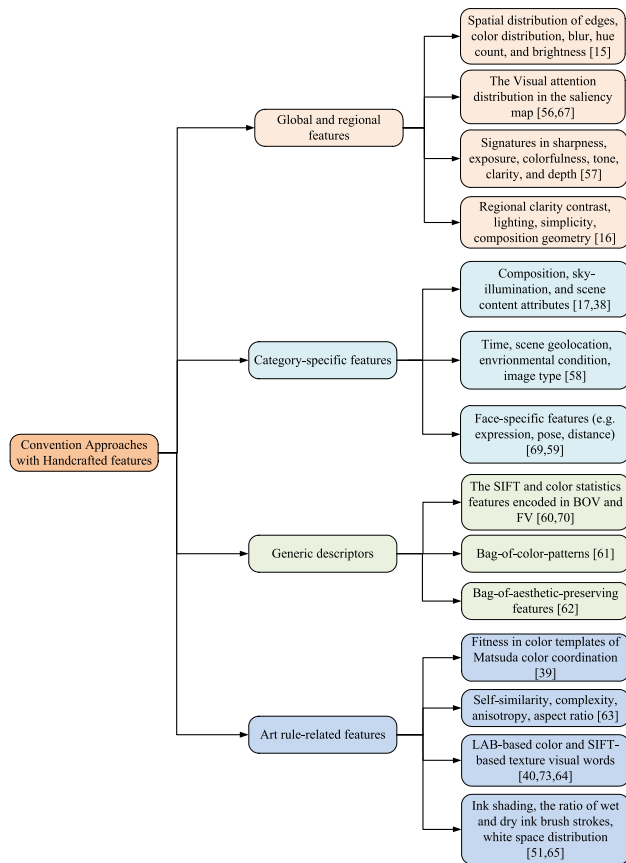 Spatial distribution of edges,
color distribution, blur, hue
count, and brightness [15]
The Visual attention
distribution in the saliency
map [56,67]
Global and regional
features
Signatures in sharpness,
exposure, colorfulness, tone,
clarity, and depth [57]
Regional clarity contrast,
lighting, simplicity,
composition geometry [16]
Composition, sky-
illumination, and scene
content attributes [17,38]
Category-specific features
Time, scene geolocation,
envrionmental condition,
image type [58]
Face-specific features (e.g.
expression, pose, distance)
[69,59]
Convention Approaches
with Handcrafted features
The SIFT and color statistics
features encoded in BOV and
FV [60,70]
Generic descriptors
Bag-of-color-patterns [61]
Bag-of-aesthetic-preserving
features [62]
Fitness in color templates of
Matsuda color coordination
[39]
Self-similarity, complexity,
anisotropy, aspect ratio [63]
Art rule-related features
LAB-based color and SIFT-
based texture visual words
[40,73,64]
Ink shading, the ratio of wet
and dry ink brush strokes,
white space distribution
[51,65]